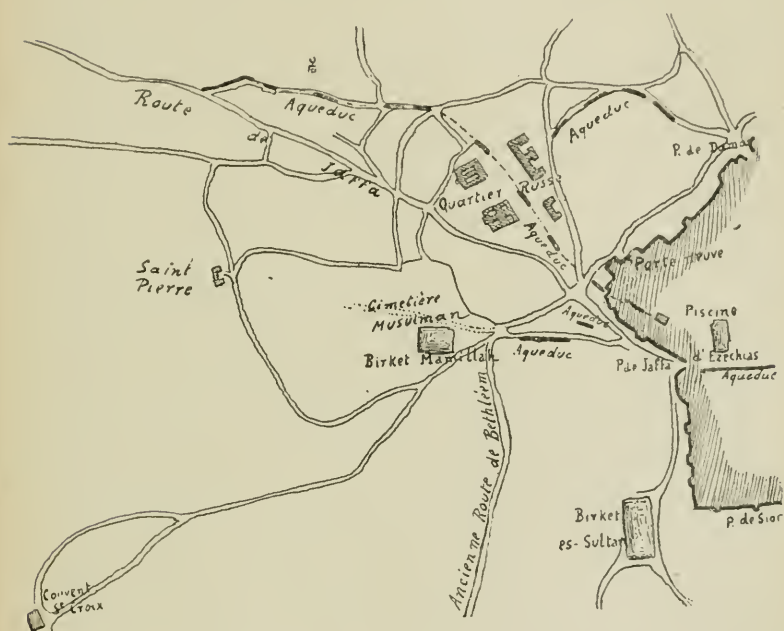 Route
Aqueduc
de
Jaffa
Aqueduc
P. de Damas
Quartier Russe
Aqueduc
Porte neuve
Saint
Pierre
Cimetière
Musulman
Birket Mamillah
Aqueduc
Aqueduc
Piscine
d'Ezechias
P. de Jaffa
Aqueduc
Ancienne Route de Bethléem
Birket
es-Sultan
P. de Sion
Couvent
Ste Croix